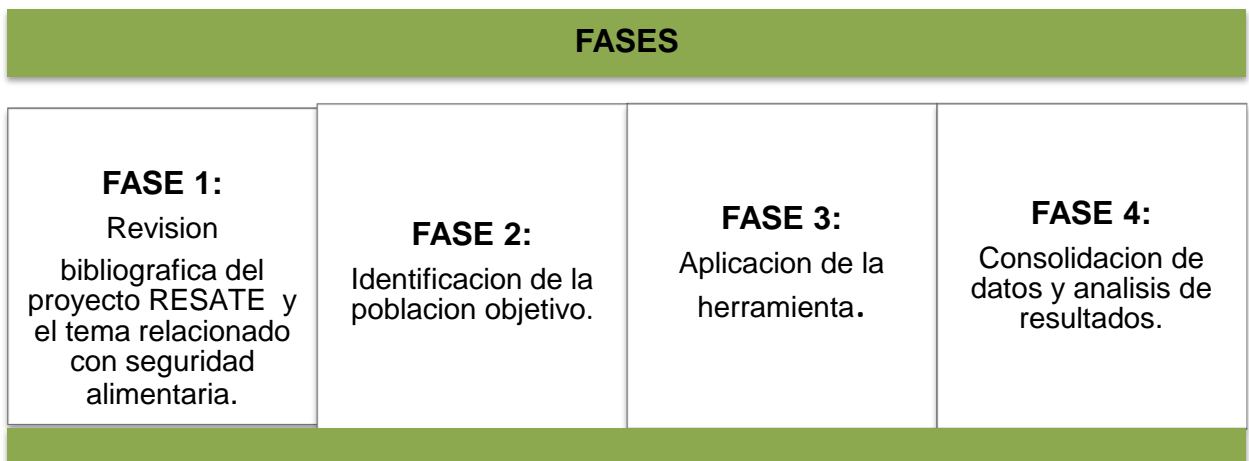 FASES
FASE 1:
Revision
bibliografica del
proyecto RESATE y
el tema relacionado
con seguridad
alimentaria.
FASE 2:
Identificacion de la
poblacion objetivo.
FASE 3:
Aplicacion de la
herramienta.
FASE 4:
Consolidacion de
datos y analisis de
resultados.